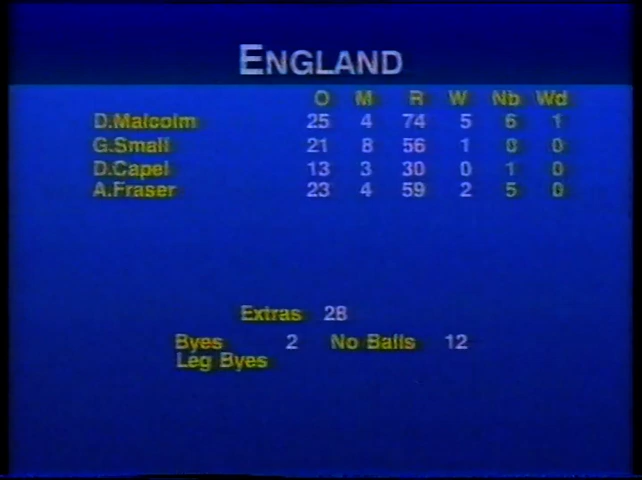 ENGLAND
O M R W Nb Wd
D.Malcolm 25 4 74 5 6 1
G.Small 21 8 56 1 0 0
D.Capel 13 3 30 0 1 0
A.Fraser 23 4 59 2 5 0
Extras 28
Byes 2 No Balls 12
Leg Byes